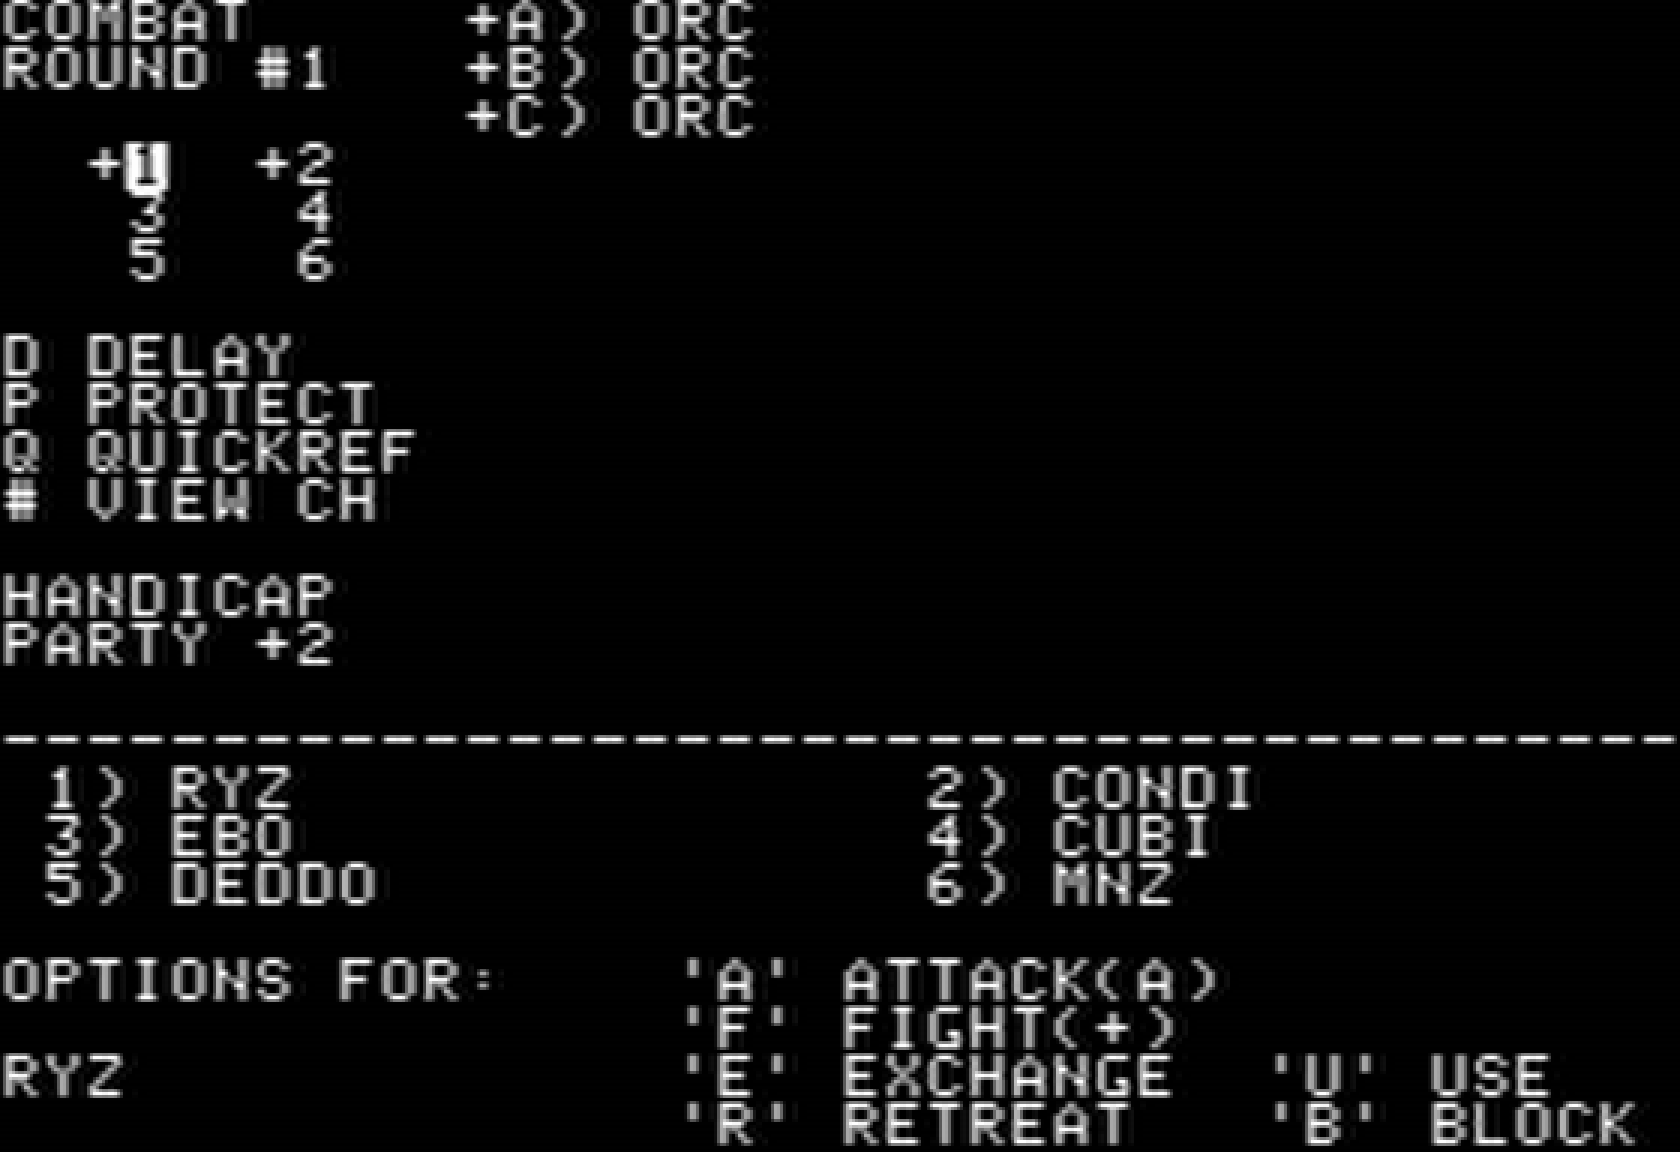 COMBAT +A) ORC
ROUND #1 +B) ORC
+C) ORC
+1 +2
3 4
5 6
D DELAY
P PROTECT
Q QUICKREF
# VIEW CH
HANDICAP
PARTY +2
----------------------------------------
1) RYZ 2) CONDI
3) EBO 4) CUBI
5) DEDDO 6) MNZ
OPTIONS FOR: 'A' ATTACK(A)
'F' FIGHT(+)
RYZ 'E' EXCHANGE 'U' USE
'R' RETREAT 'B' BLOCK